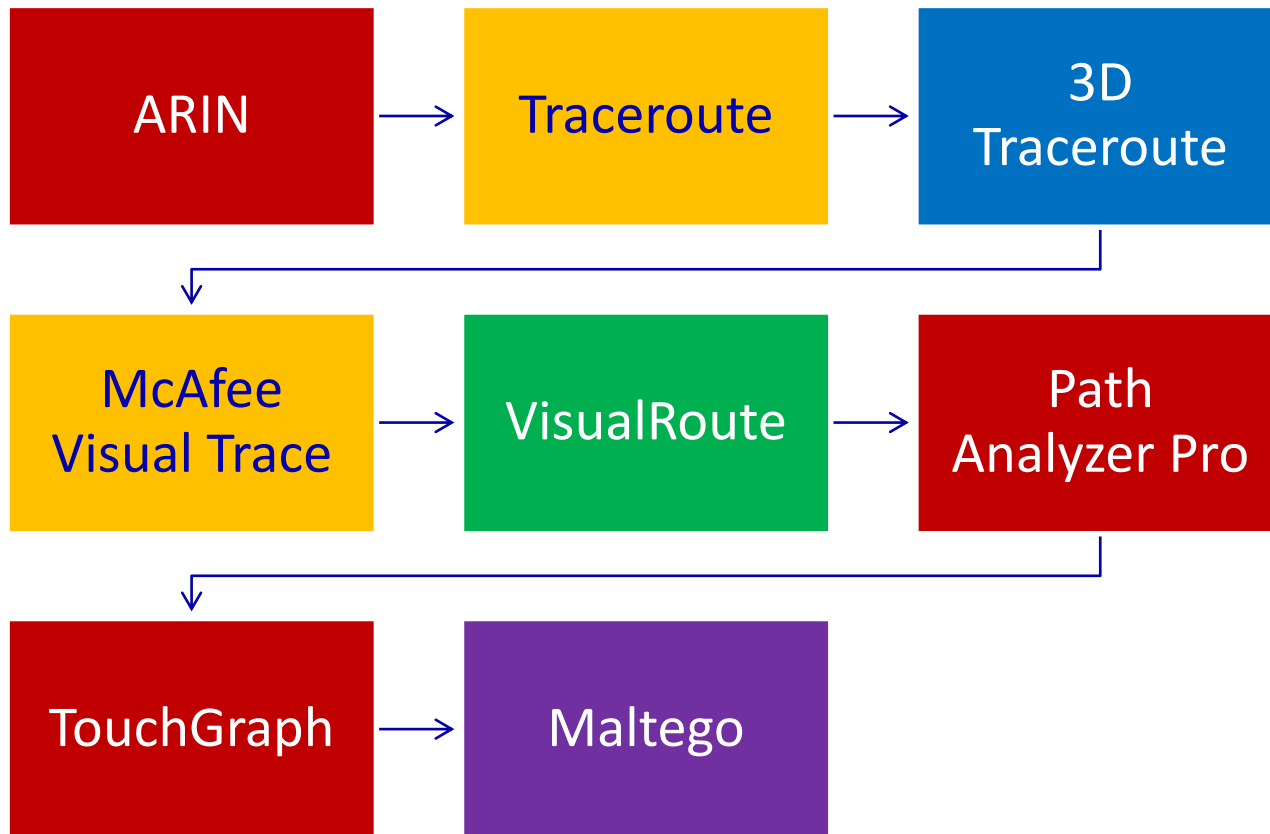 ARIN
Traceroute
3D
Traceroute
McAfee
Visual Trace
VisualRoute
Path
Analyzer Pro
TouchGraph
Maltego